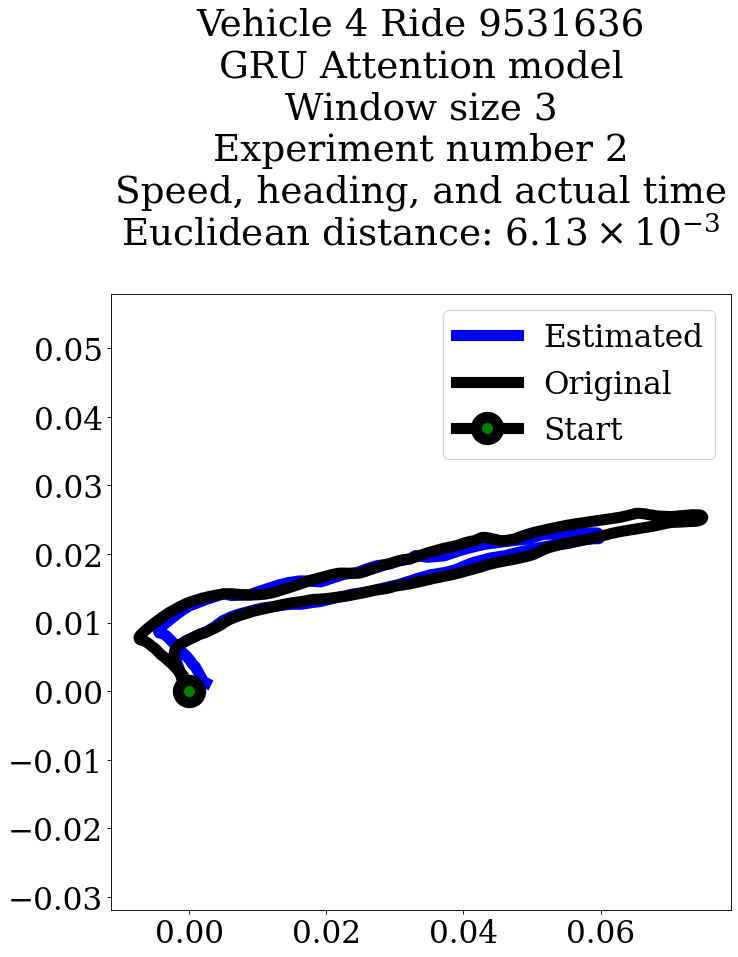 Vehicle 4 Ride 9531636
GRU Attention model
Window size 3
Experiment number 2
Speed, heading, and actual time
Euclidean distance: 6.13 × 10⁻³
Estimated
Original
Start
0.05
0.04
0.03
0.02
0.01
0.00
−0.01
−0.02
−0.03
0.00 0.02 0.04 0.06